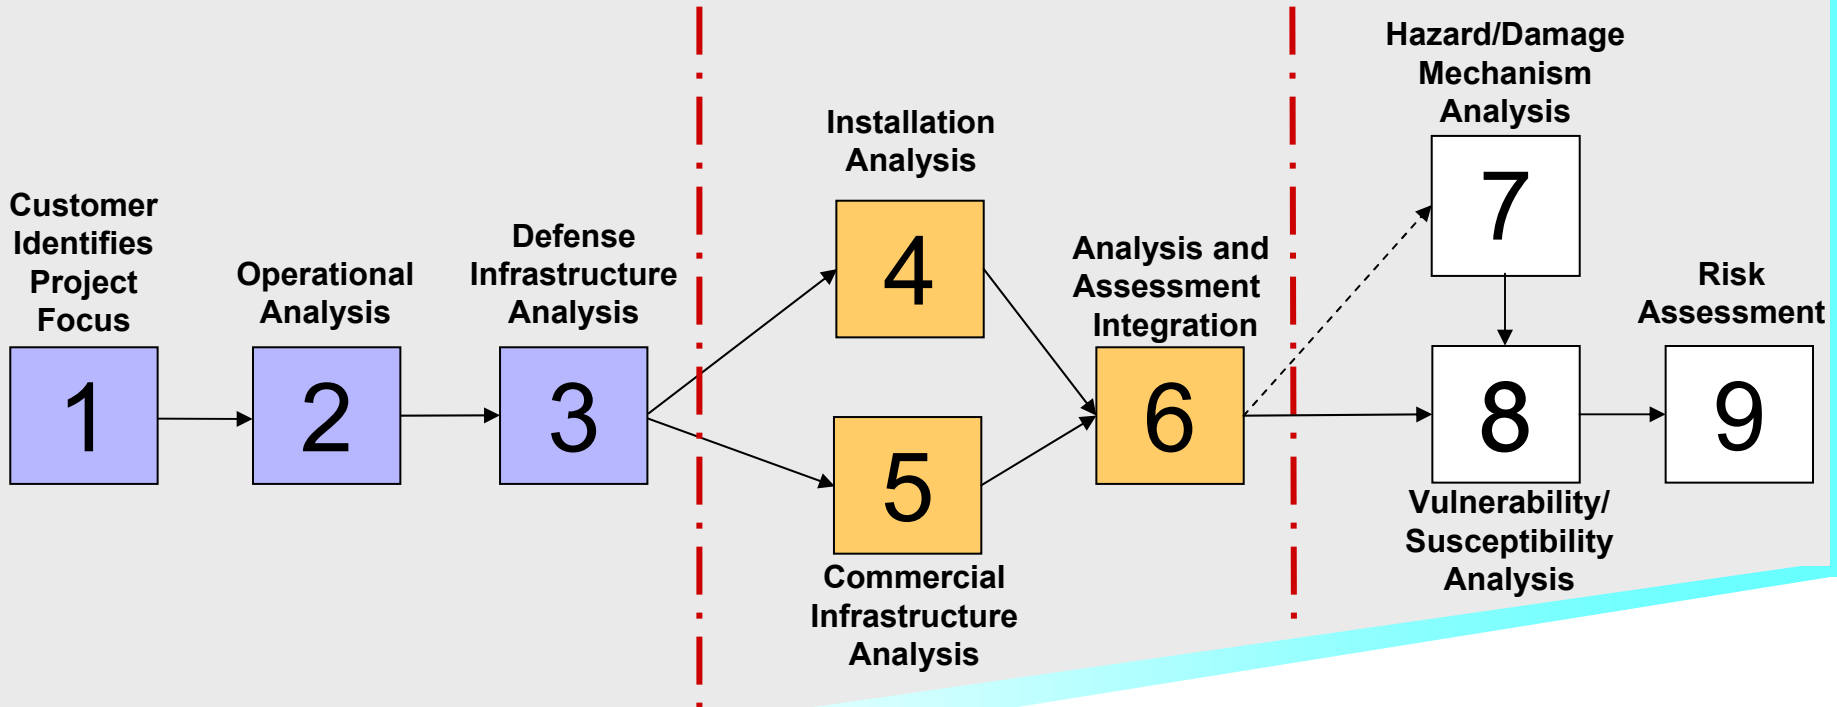 Customer
Identifies
Project
Focus
1
Operational
Analysis
2
Defense
Infrastructure
Analysis
3
Installation
Analysis
4
5
Commercial
Infrastructure
Analysis
Analysis and
Assessment
Integration
6
Hazard/Damage
Mechanism
Analysis
7
8
Vulnerability/
Susceptibility
Analysis
Risk
Assessment
9